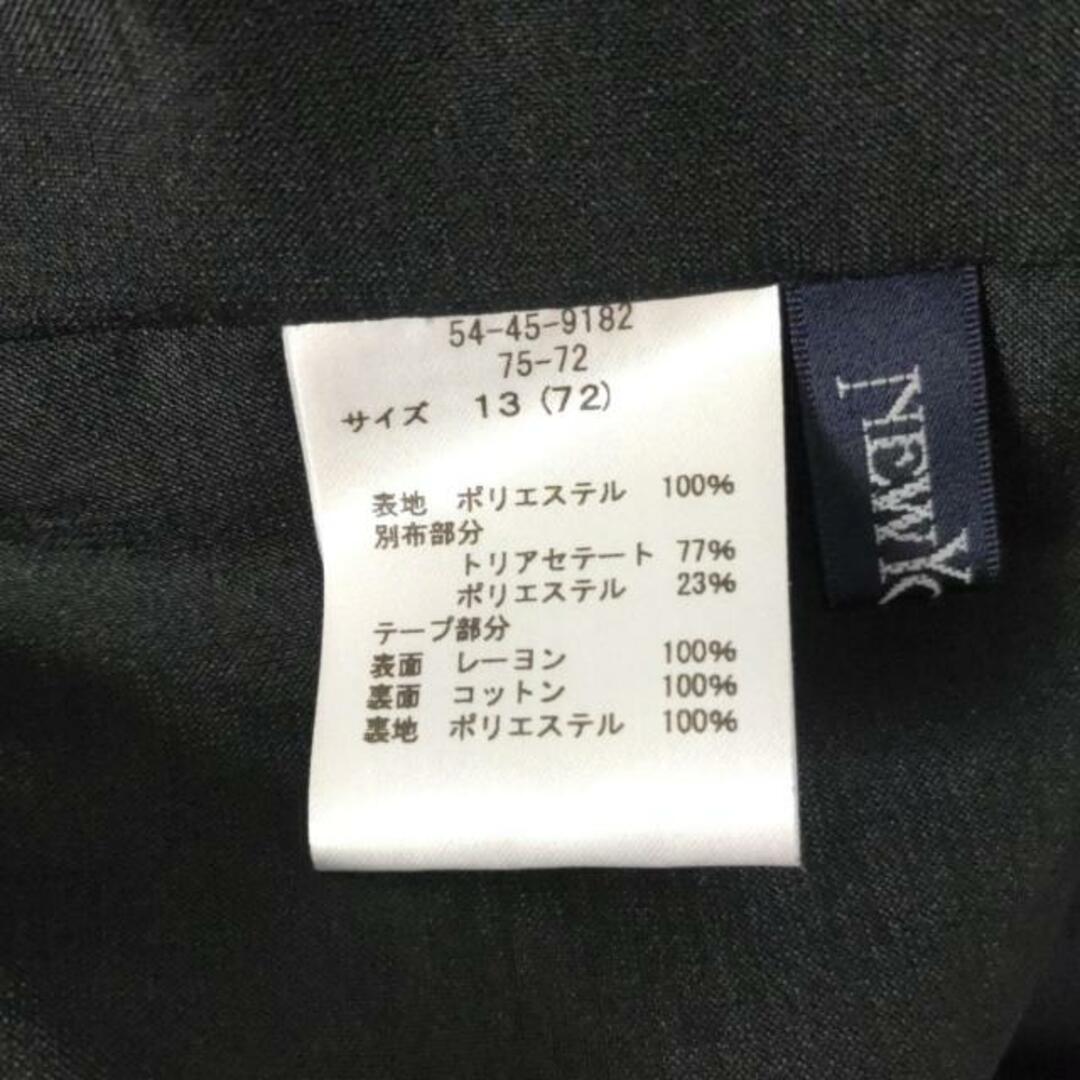 54-45-9182
75-72
サイズ 13 (72)
表地 ポリエステル 100%
別布部分
トリアセテート 77%
ポリエステル 23%
テープ部分
表面 レーヨン 100%
裏面 コットン 100%
裏地 ポリエステル 100%
NEW Yo